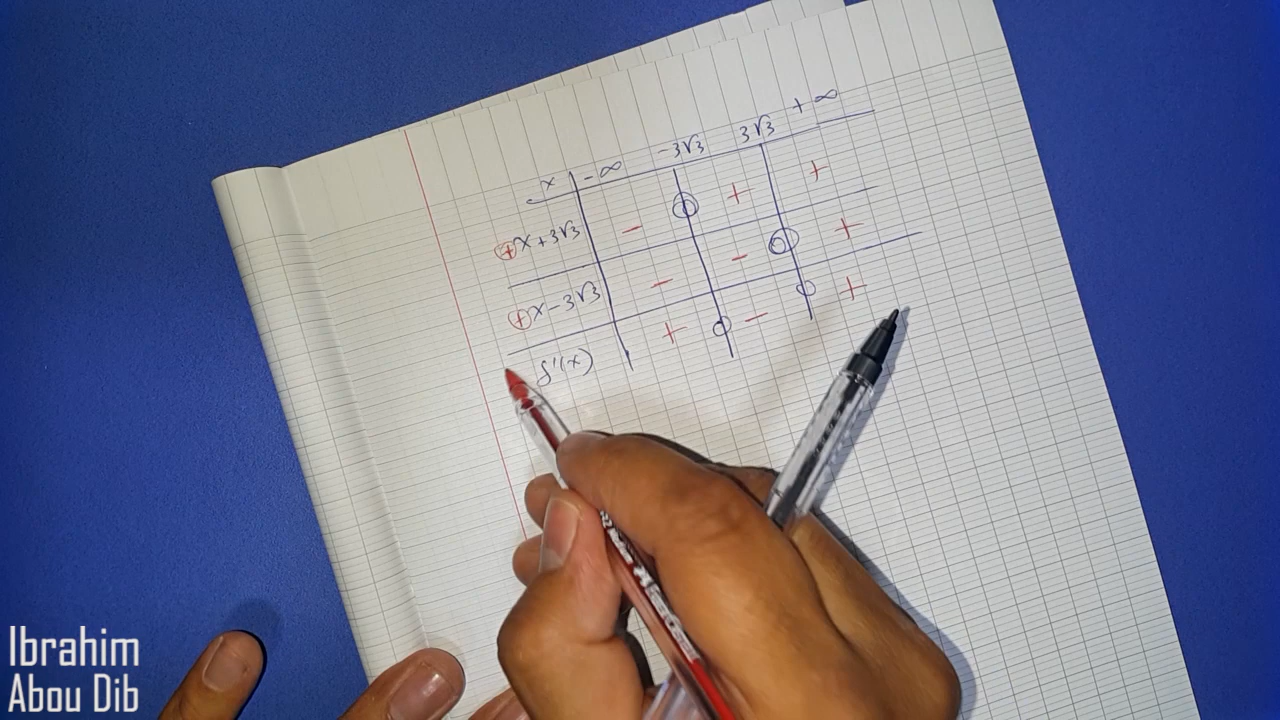 x -∞ -3√3 3√3 +∞
+x+3√3 - 0 + +
+x-3√3 - - 0 +
f'(x) + 0 - 0 +
Ibrahim
Abou Dib